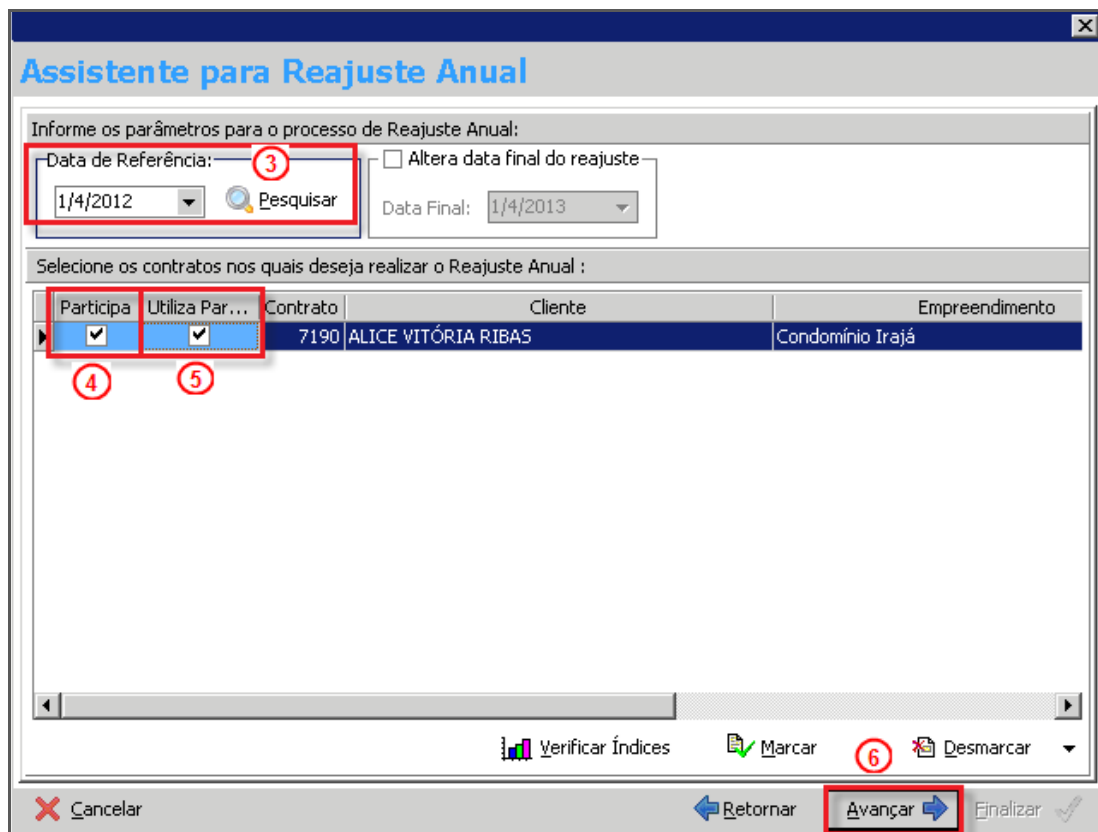 Assistente para Reajuste Anual
Informe os parâmetros para o processo de Reajuste Anual:
Data de Referência: 3 Altera data final do reajuste
1/4/2012 Pesquisar Data Final: 1/4/2013
Selecione os contratos nos quais deseja realizar o Reajuste Anual :
Participa Utiliza Par... Contrato Cliente Empreendimento
7190 ALICE VITÓRIA RIBAS Condomínio Irajá
4 5
Verificar Índices Marcar 6 Desmarcar
Cancelar Retornar Avançar Finalizar